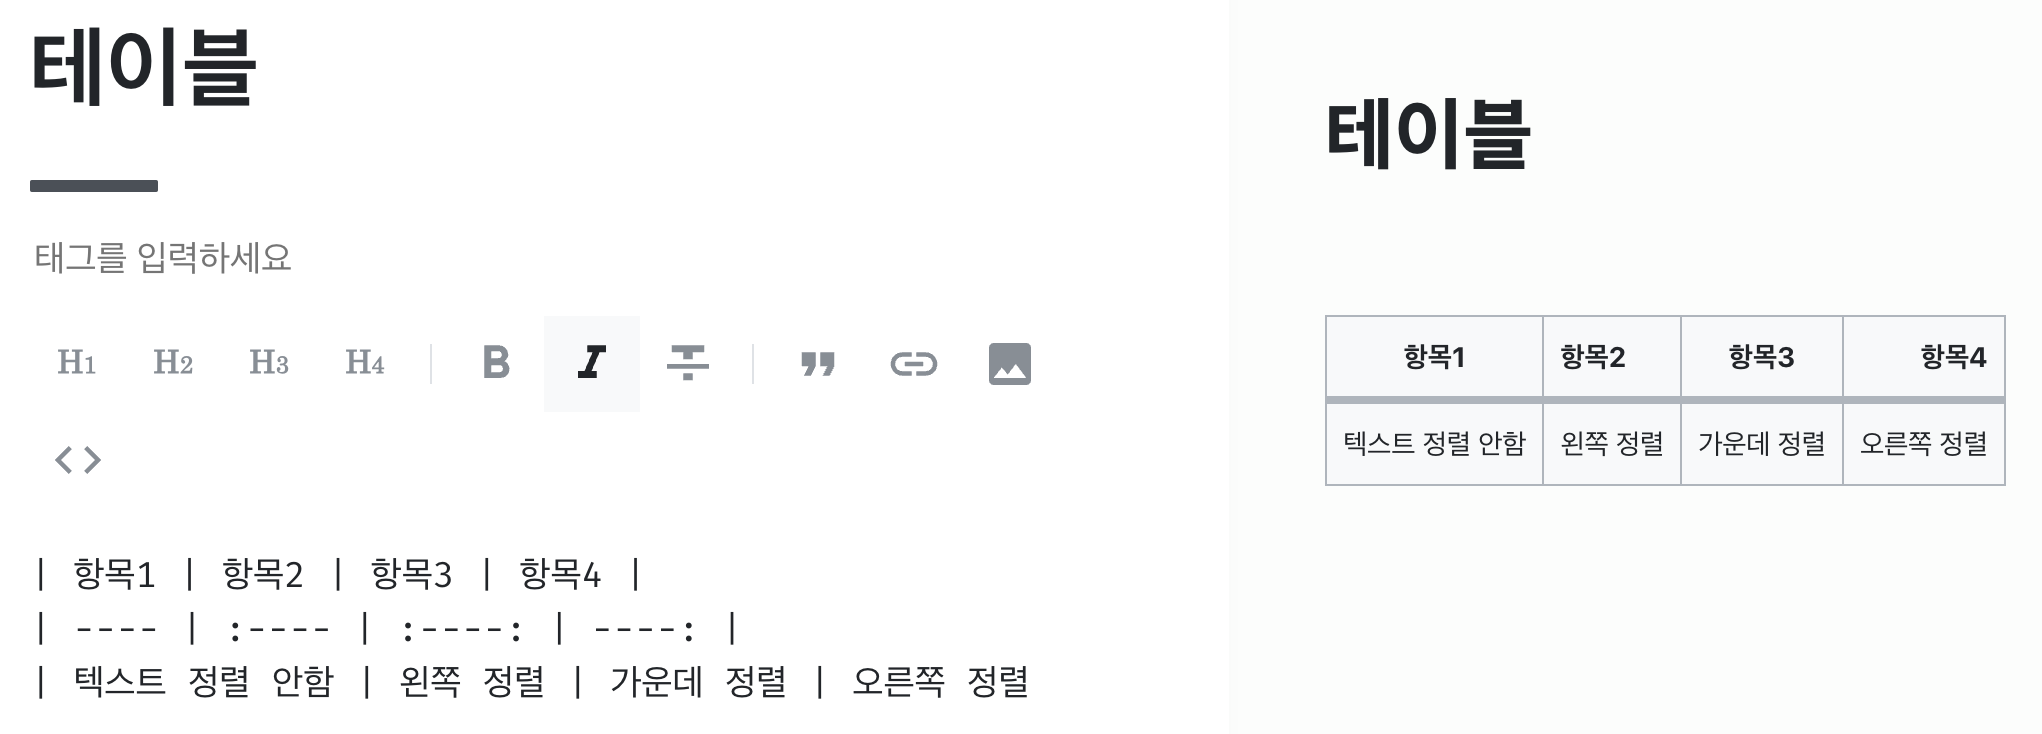 테이블
태그를 입력하세요
H1 H2 H3 H4 B I T
< >
| 항목1 | 항목2 | 항목3 | 항목4 |
| ---- | :---- | :----: | ----: |
| 텍스트 정렬 안함 | 왼쪽 정렬 | 가운데 정렬 | 오른쪽 정렬
테이블
항목1 항목2 항목3 항목4
텍스트 정렬 안함 왼쪽 정렬 가운데 정렬 오른쪽 정렬